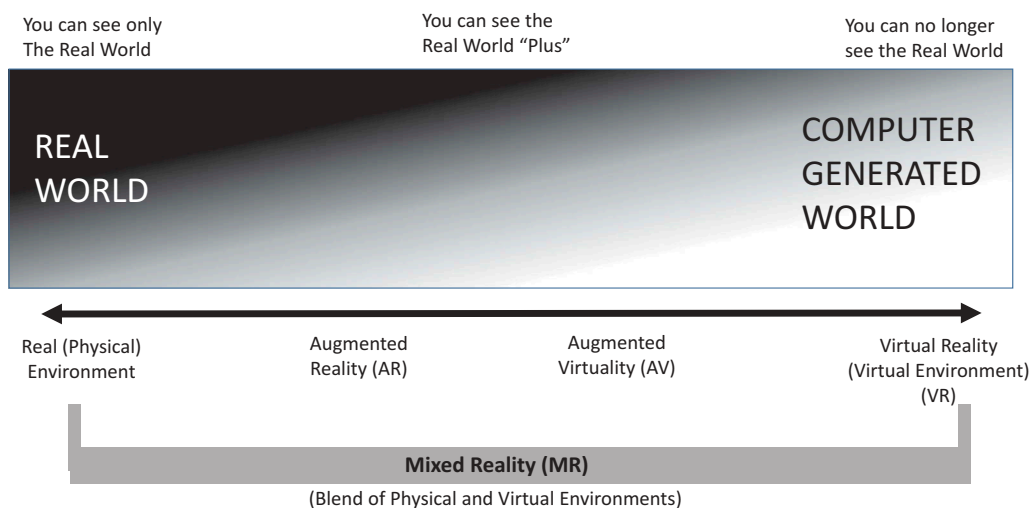 You can see only
The Real World
You can see the
Real World “Plus”
You can no longer
see the Real World
REAL
WORLD
COMPUTER
GENERATED
WORLD
Real (Physical)
Environment
Augmented
Reality (AR)
Augmented
Virtuality (AV)
Virtual Reality
(Virtual Environment)
(VR)
Mixed Reality (MR)
(Blend of Physical and Virtual Environments)